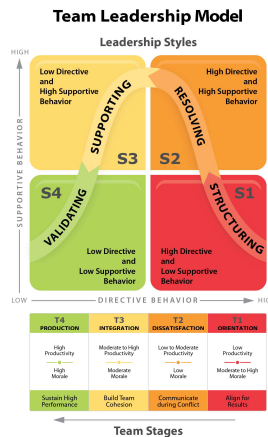 Team Leadership Model
Leadership Styles
HIGH
SUPPORTIVE BEHAVIOR
Low Directive
and
High Supportive
Behavior
High Directive
and
High Supportive
Behavior
SUPPORTING
RESOLVING
S3
S2
S4
S1
VALIDATING
STRUCTURING
Low Directive
and
Low Supportive
Behavior
High Directive
and
Low Supportive
Behavior
LOW
DIRECTIVE BEHAVIOR
HIG
T4
PRODUCTION
T3
INTEGRATION
T2
DISSATISFACTION
T1
ORIENTATION
High
Productivity
High
Morale
Moderate to High
Productivity
Moderate
Morale
Low to Moderate
Productivity
Low
Morale
Low
Productivity
Moderate to High
Morale
Sustain High
Performance
Build Team
Cohesion
Communicate
during Conflict
Align for
Results
Team Stages